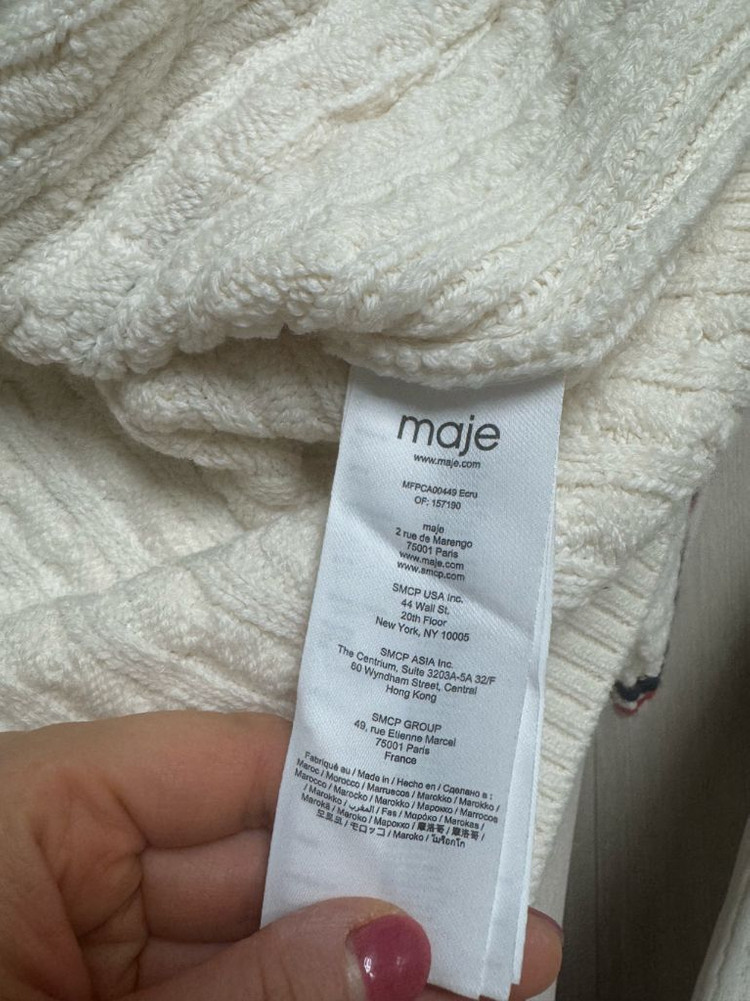 maje
www.maje.com
MFPCA00449 Ecru
OF: 157190
maje
2 rue de Marengo
75001 Paris
www.maje.com
www.smcp.com
SMCP USA Inc.
44 Wall St.
20th Floor
New York, NY 10005
SMCP ASIA Inc.
The Centrium, Suite 3203A-5A 32/F
60 Wyndham Street, Central
Hong Kong
SMCP GROUP
49, rue Etienne Marcel
75001 Paris
France
Fabriqué au / Made in / Hecho en / Сделано в :
Maroc / Morocco / Marruecos / Marokko / Marokko /
Marocco / Marocko / Marokko / Марокко / Marrocos
/ Marokko / المغرب / Fas / Μαρόκο / Marokas /
Maroka / Maroko / Мароко / 摩洛哥 / 摩洛哥 /
모로코 / モロッコ / Maroko / โมร็อกโก